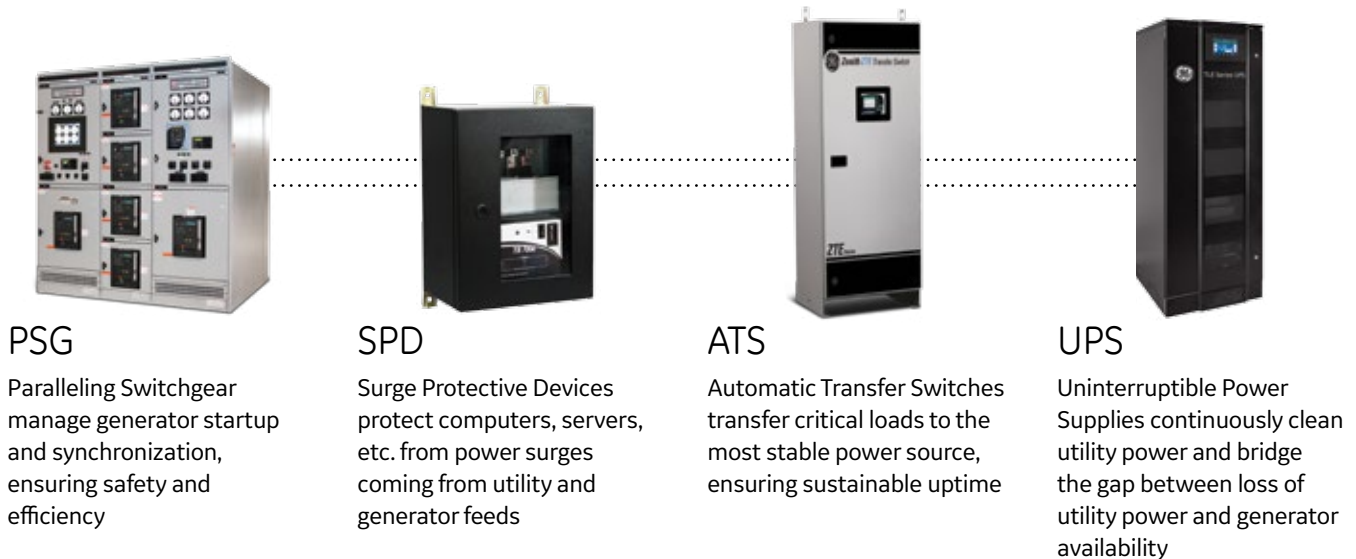 Zenith ZTE Transfer Switch
TLE Series UPS
ZTE
PSG
Paralleling Switchgear
manage generator startup
and synchronization,
ensuring safety and
efficiency
SPD
Surge Protective Devices
protect computers, servers,
etc. from power surges
coming from utility and
generator feeds
ATS
Automatic Transfer Switches
transfer critical loads to the
most stable power source,
ensuring sustainable uptime
UPS
Uninterruptible Power
Supplies continuously clean
utility power and bridge
the gap between loss of
utility power and generator
availability